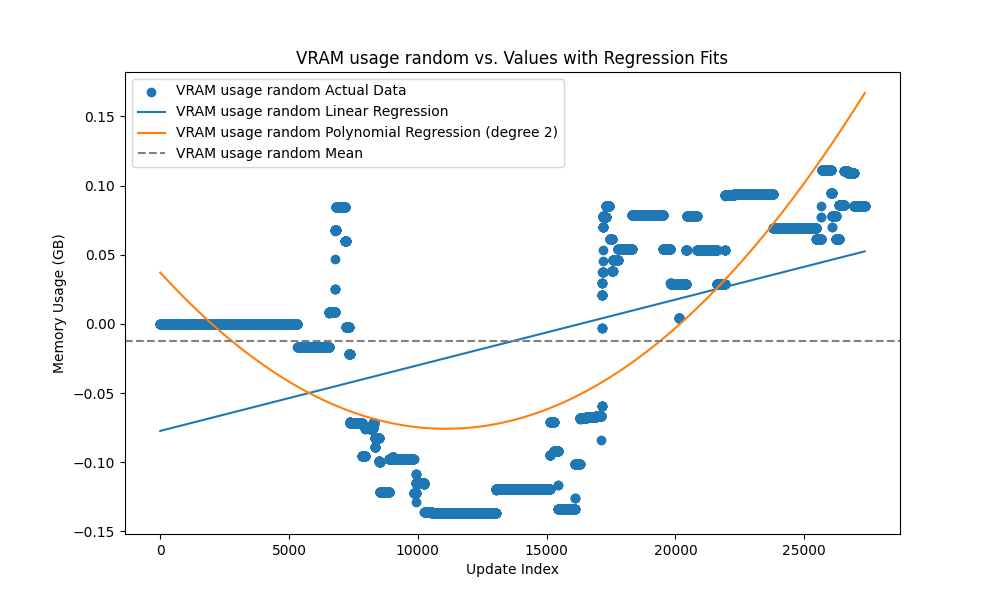 VRAM usage random vs. Values with Regression Fits
VRAM usage random Actual Data
VRAM usage random Linear Regression
VRAM usage random Polynomial Regression (degree 2)
VRAM usage random Mean
Memory Usage (GB)
0.15
0.10
0.05
0.00
−0.05
−0.10
−0.15
0 5000 10000 15000 20000 25000
Update Index